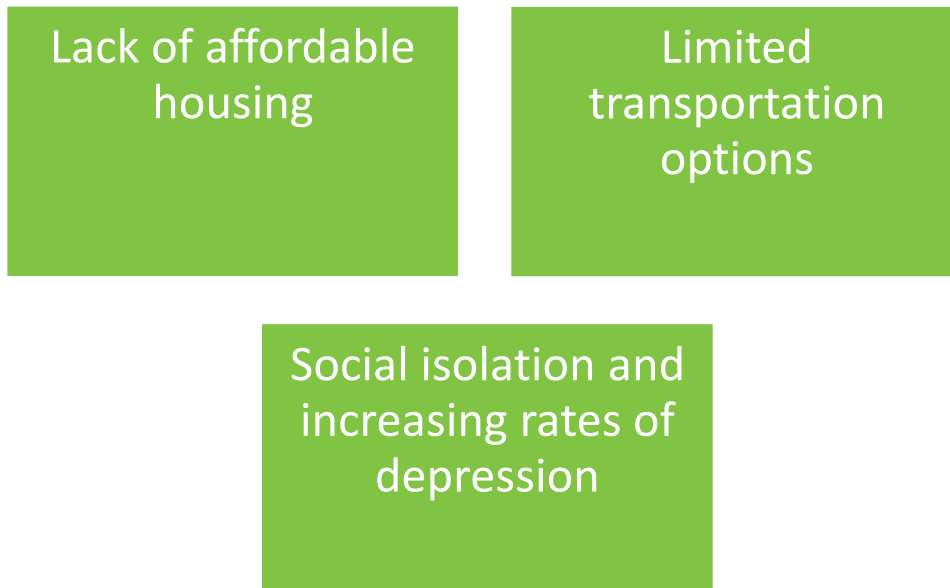 Lack of affordable
housing
Limited
transportation
options
Social isolation and
increasing rates of
depression